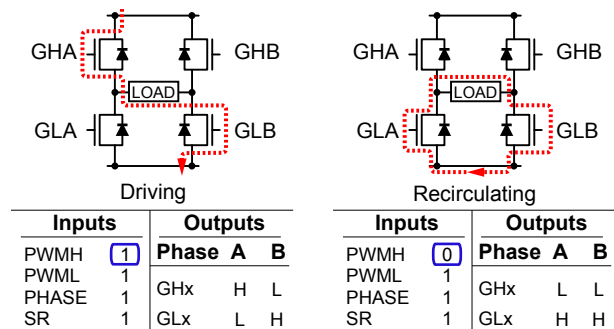 GHA GHB
LOAD
GLA GLB
Driving
Inputs Outputs
PWMH 1 Phase A B
PWML 1
PHASE 1 GHx H L
SR 1 GLx L H
GHA GHB
LOAD
GLA GLB
Recirculating
Inputs Outputs
PWMH 0 Phase A B
PWML 1
PHASE 1 GHx L L
SR 1 GLx H H